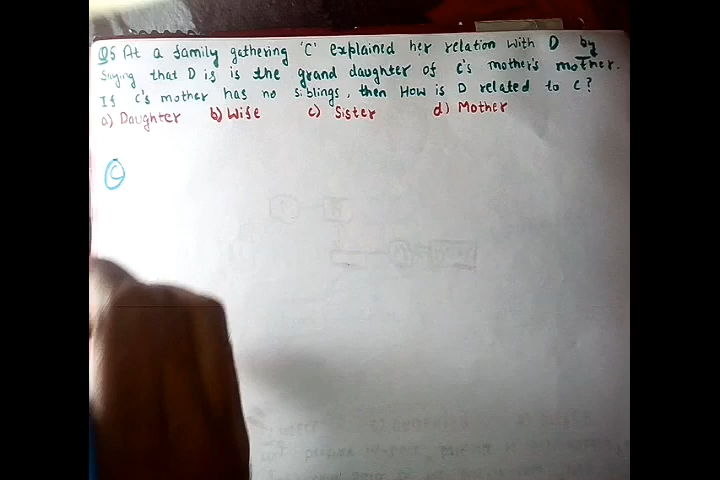 Q5 At a family gathering 'C' explained her relation with D by
saying that D is is the grand daughter of C's mother's mother.
If C's mother has no siblings, then How is D related to C?
a) Daughter b) Wife c) Sister d) Mother
C